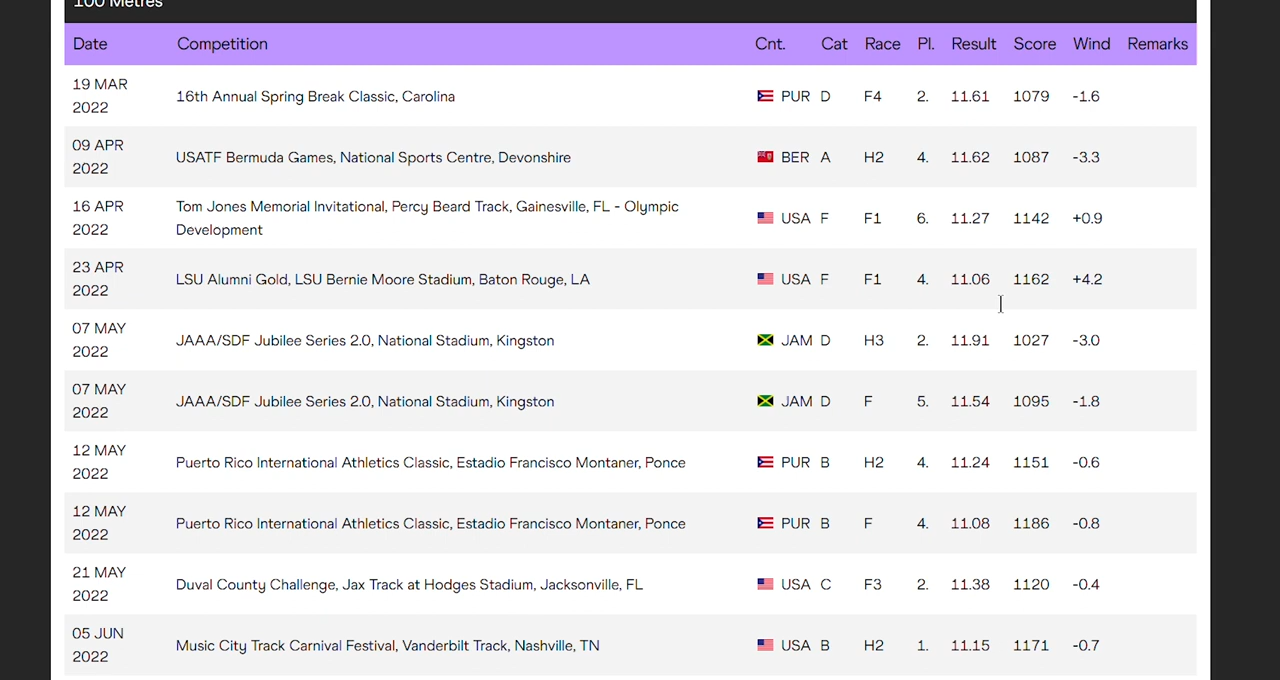 100 Metres
Date Competition Cnt. Cat Race Pl. Result Score Wind Remarks
19 MAR
2022
16th Annual Spring Break Classic, Carolina PUR D F4 2. 11.61 1079 -1.6
09 APR
2022
USATF Bermuda Games, National Sports Centre, Devonshire BER A H2 4. 11.62 1087 -3.3
16 APR
2022
Tom Jones Memorial Invitational, Percy Beard Track, Gainesville, FL - Olympic
Development
USA F F1 6. 11.27 1142 +0.9
23 APR
2022
LSU Alumni Gold, LSU Bernie Moore Stadium, Baton Rouge, LA USA F F1 4. 11.06 1162 +4.2
07 MAY
2022
JAAA/SDF Jubilee Series 2.0, National Stadium, Kingston JAM D H3 2. 11.91 1027 -3.0
07 MAY
2022
JAAA/SDF Jubilee Series 2.0, National Stadium, Kingston JAM D F 5. 11.54 1095 -1.8
12 MAY
2022
Puerto Rico International Athletics Classic, Estadio Francisco Montaner, Ponce PUR B H2 4. 11.24 1151 -0.6
12 MAY
2022
Puerto Rico International Athletics Classic, Estadio Francisco Montaner, Ponce PUR B F 4. 11.08 1186 -0.8
21 MAY
2022
Duval County Challenge, Jax Track at Hodges Stadium, Jacksonville, FL USA C F3 2. 11.38 1120 -0.4
05 JUN
2022
Music City Track Carnival Festival, Vanderbilt Track, Nashville, TN USA B H2 1. 11.15 1171 -0.7